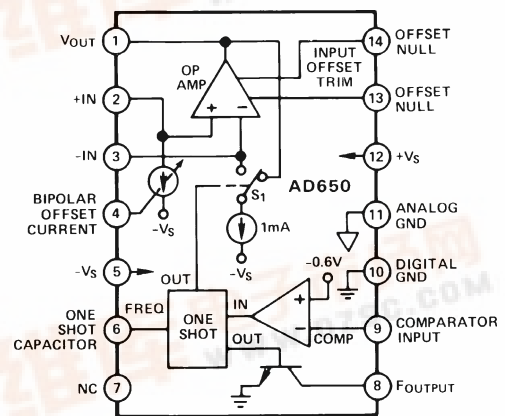 VOUT 1
+IN 2
-IN 3
BIPOLAR
OFFSET
CURRENT
4
-VS 5
ONE
SHOT
CAPACITOR
6
NC 7
14 OFFSET
NULL
13 OFFSET
NULL
12 +VS
11 ANALOG
GND
10 DIGITAL
GND
9 COMPARATOR
INPUT
8 FOUTPUT
OP
AMP
+ −
INPUT
OFFSET
TRIM
AD650
S1
1mA
-VS
-VS
-0.6V
OUT
FREQ
ONE
SHOT
IN
OUT
+
−
COMP